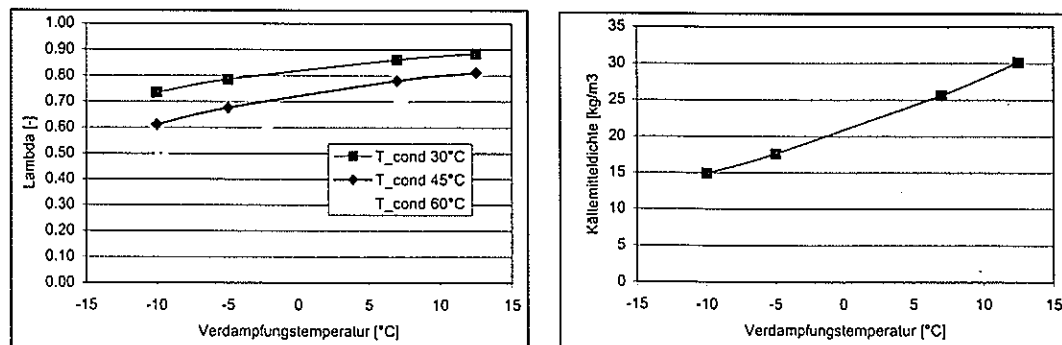 1.00
0.90
0.80
0.70
0.60
0.50
0.40
0.30
0.20
0.10
0.00
Lambda [-]
T_cond 30°C
T_cond 45°C
T_cond 60°C
-15 -10 -5 0 5 10 15
Verdampfungstemperatur [°C]
35
30
25
20
15
10
5
0
Kältemitteldichte [kg/m3]
-15 -10 -5 0 5 10 15
Verdampfungstemperatur [°C]